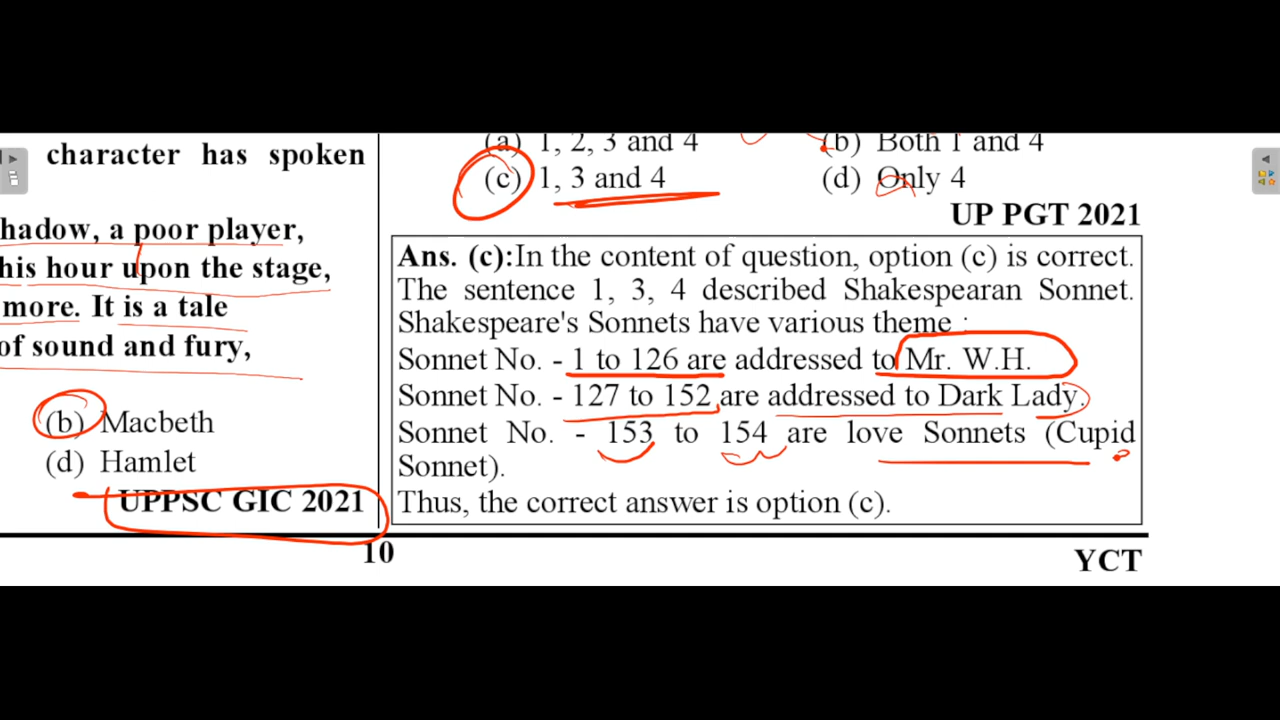 character has spoken
hadow, a poor player,
his hour upon the stage,
more. It is a tale
of sound and fury,
(b) Macbeth
(d) Hamlet
UPPSC GIC 2021
(a) 1, 2, 3 and 4 (b) Both 1 and 4
(c) 1, 3 and 4 (d) Only 4
UP PGT 2021
Ans. (c):In the content of question, option (c) is correct.
The sentence 1, 3, 4 described Shakespearan Sonnet.
Shakespeare's Sonnets have various theme :
Sonnet No. - 1 to 126 are addressed to Mr. W.H.
Sonnet No. - 127 to 152 are addressed to Dark Lady.
Sonnet No. - 153 to 154 are love Sonnets (Cupid
Sonnet).
Thus, the correct answer is option (c).
10
YCT